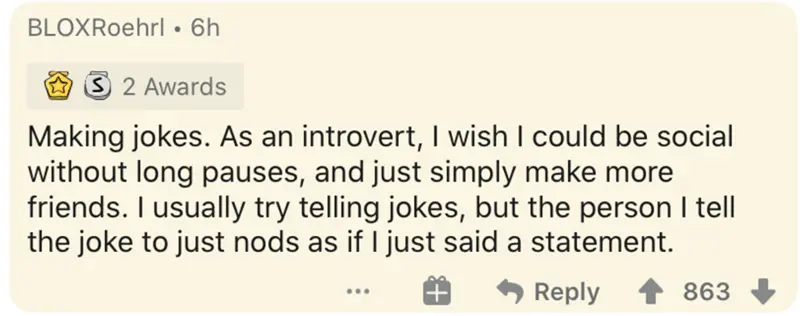 BLOXRoehrl • 6h
2 Awards
Making jokes. As an introvert, I wish I could be social
without long pauses, and just simply make more
friends. I usually try telling jokes, but the person I tell
the joke to just nods as if I just said a statement.
Reply 863